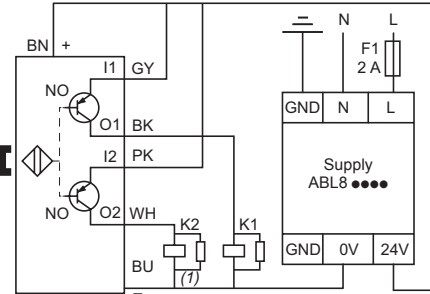 N L
BN +
F1
2 A
I1 GY
NO
GND N L
O1 BK
I2 PK
Supply
ABL8 ●●●●
NO
O2 WH
K2 K1
GND 0V 24V
BU
(1)
–